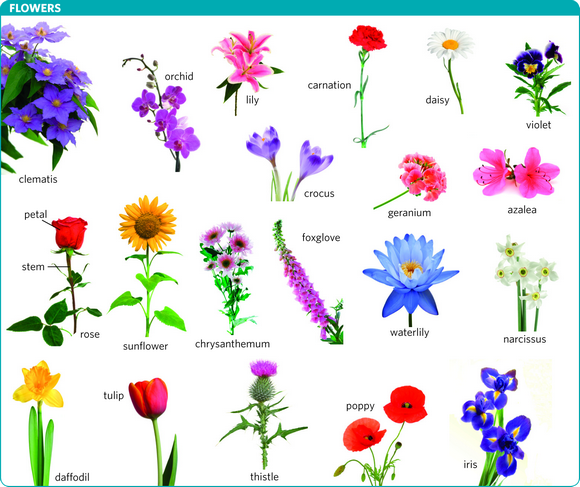 FLOWERS
clematis
orchid
lily
carnation
daisy
violet
crocus
geranium
azalea
petal
stem
rose
sunflower
chrysanthemum
foxglove
waterlily
narcissus
daffodil
tulip
thistle
poppy
iris